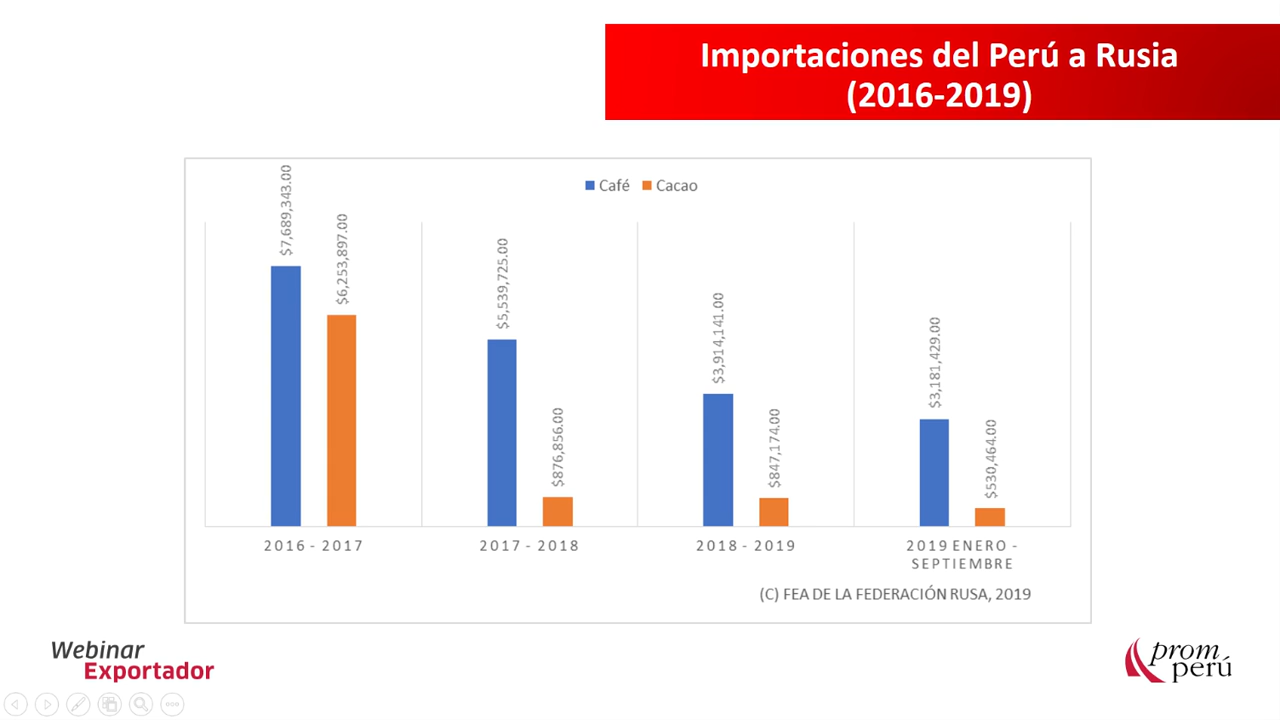 Importaciones del Perú a Rusia
(2016-2019)
Café
Cacao
$7,689,343.00
$6,253,897.00
$5,539,725.00
$876,856.00
$3,914,141.00
$847,174.00
$3,181,429.00
$530,464.00
2016 - 2017
2017 - 2018
2018 - 2019
2019 ENERO -
SEPTIEMBRE
(C) FEA DE LA FEDERACIÓN RUSA, 2019
Webinar
Exportador
prom
perú